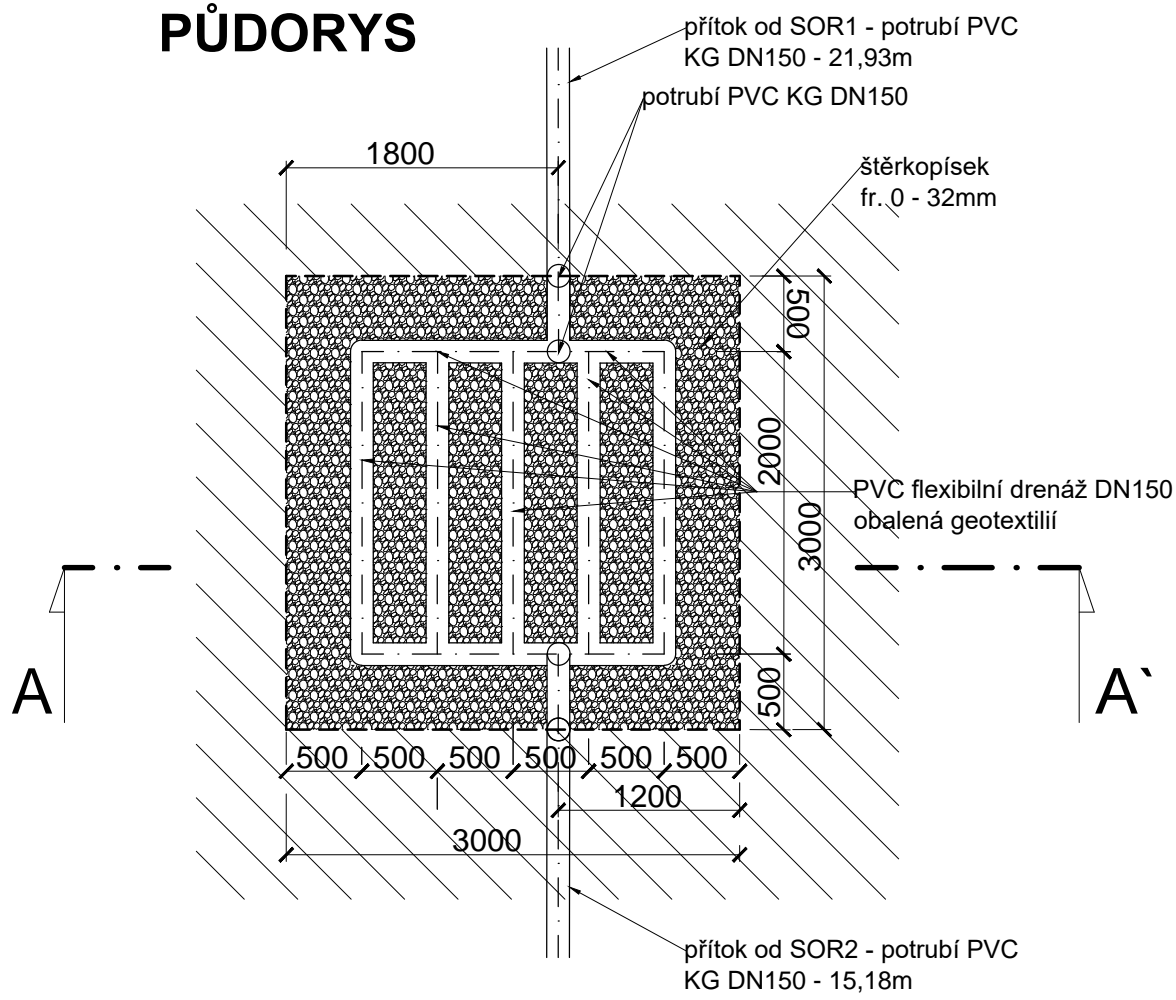 PŮDORYS
přítok od SOR1 - potrubí PVC
KG DN150 - 21,93m
potrubí PVC KG DN150
1800
štěrkopísek
fr. 0 - 32mm
500
2000
3000
PVC flexibilní drenáž DN150
obalená geotextilií
A
A`
500
500
500
500
500
500
500
1200
3000
přítok od SOR2 - potrubí PVC
KG DN150 - 15,18m